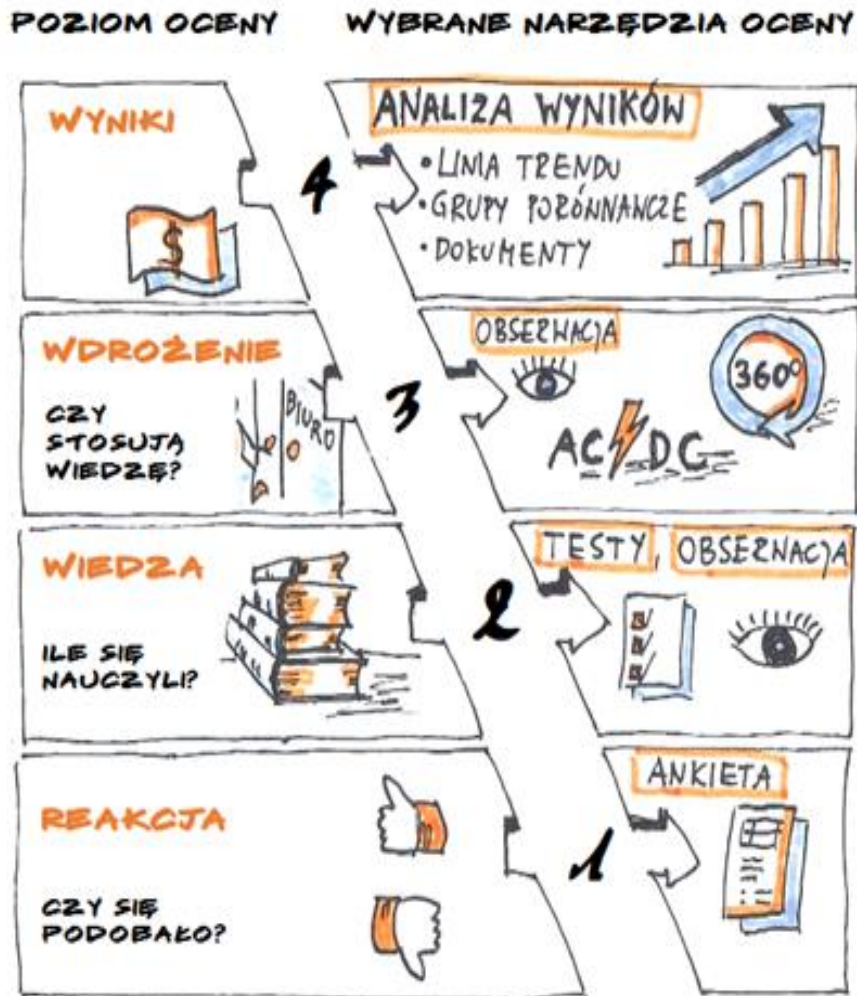 POZIOM OCENY WYBRANE NARZĘDZIA OCENY
WYNIKI
4
ANALIZA WYNIKÓW
• LINIA TRENDU
• GRUPY PORÓWNAWCZE
• DOKUMENTY
$
WDROŻENIE
CZY
STOSUJĄ
WIEDZĘ?
BIURO
3
OBSERWACJA
360°
AC/DC
WIEDZA
ILE SIĘ
NAUCZYLI?
2
TESTY, OBSERWACJA
REAKCJA
CZY SIĘ
PODOBAŁO?
1
ANKIETA